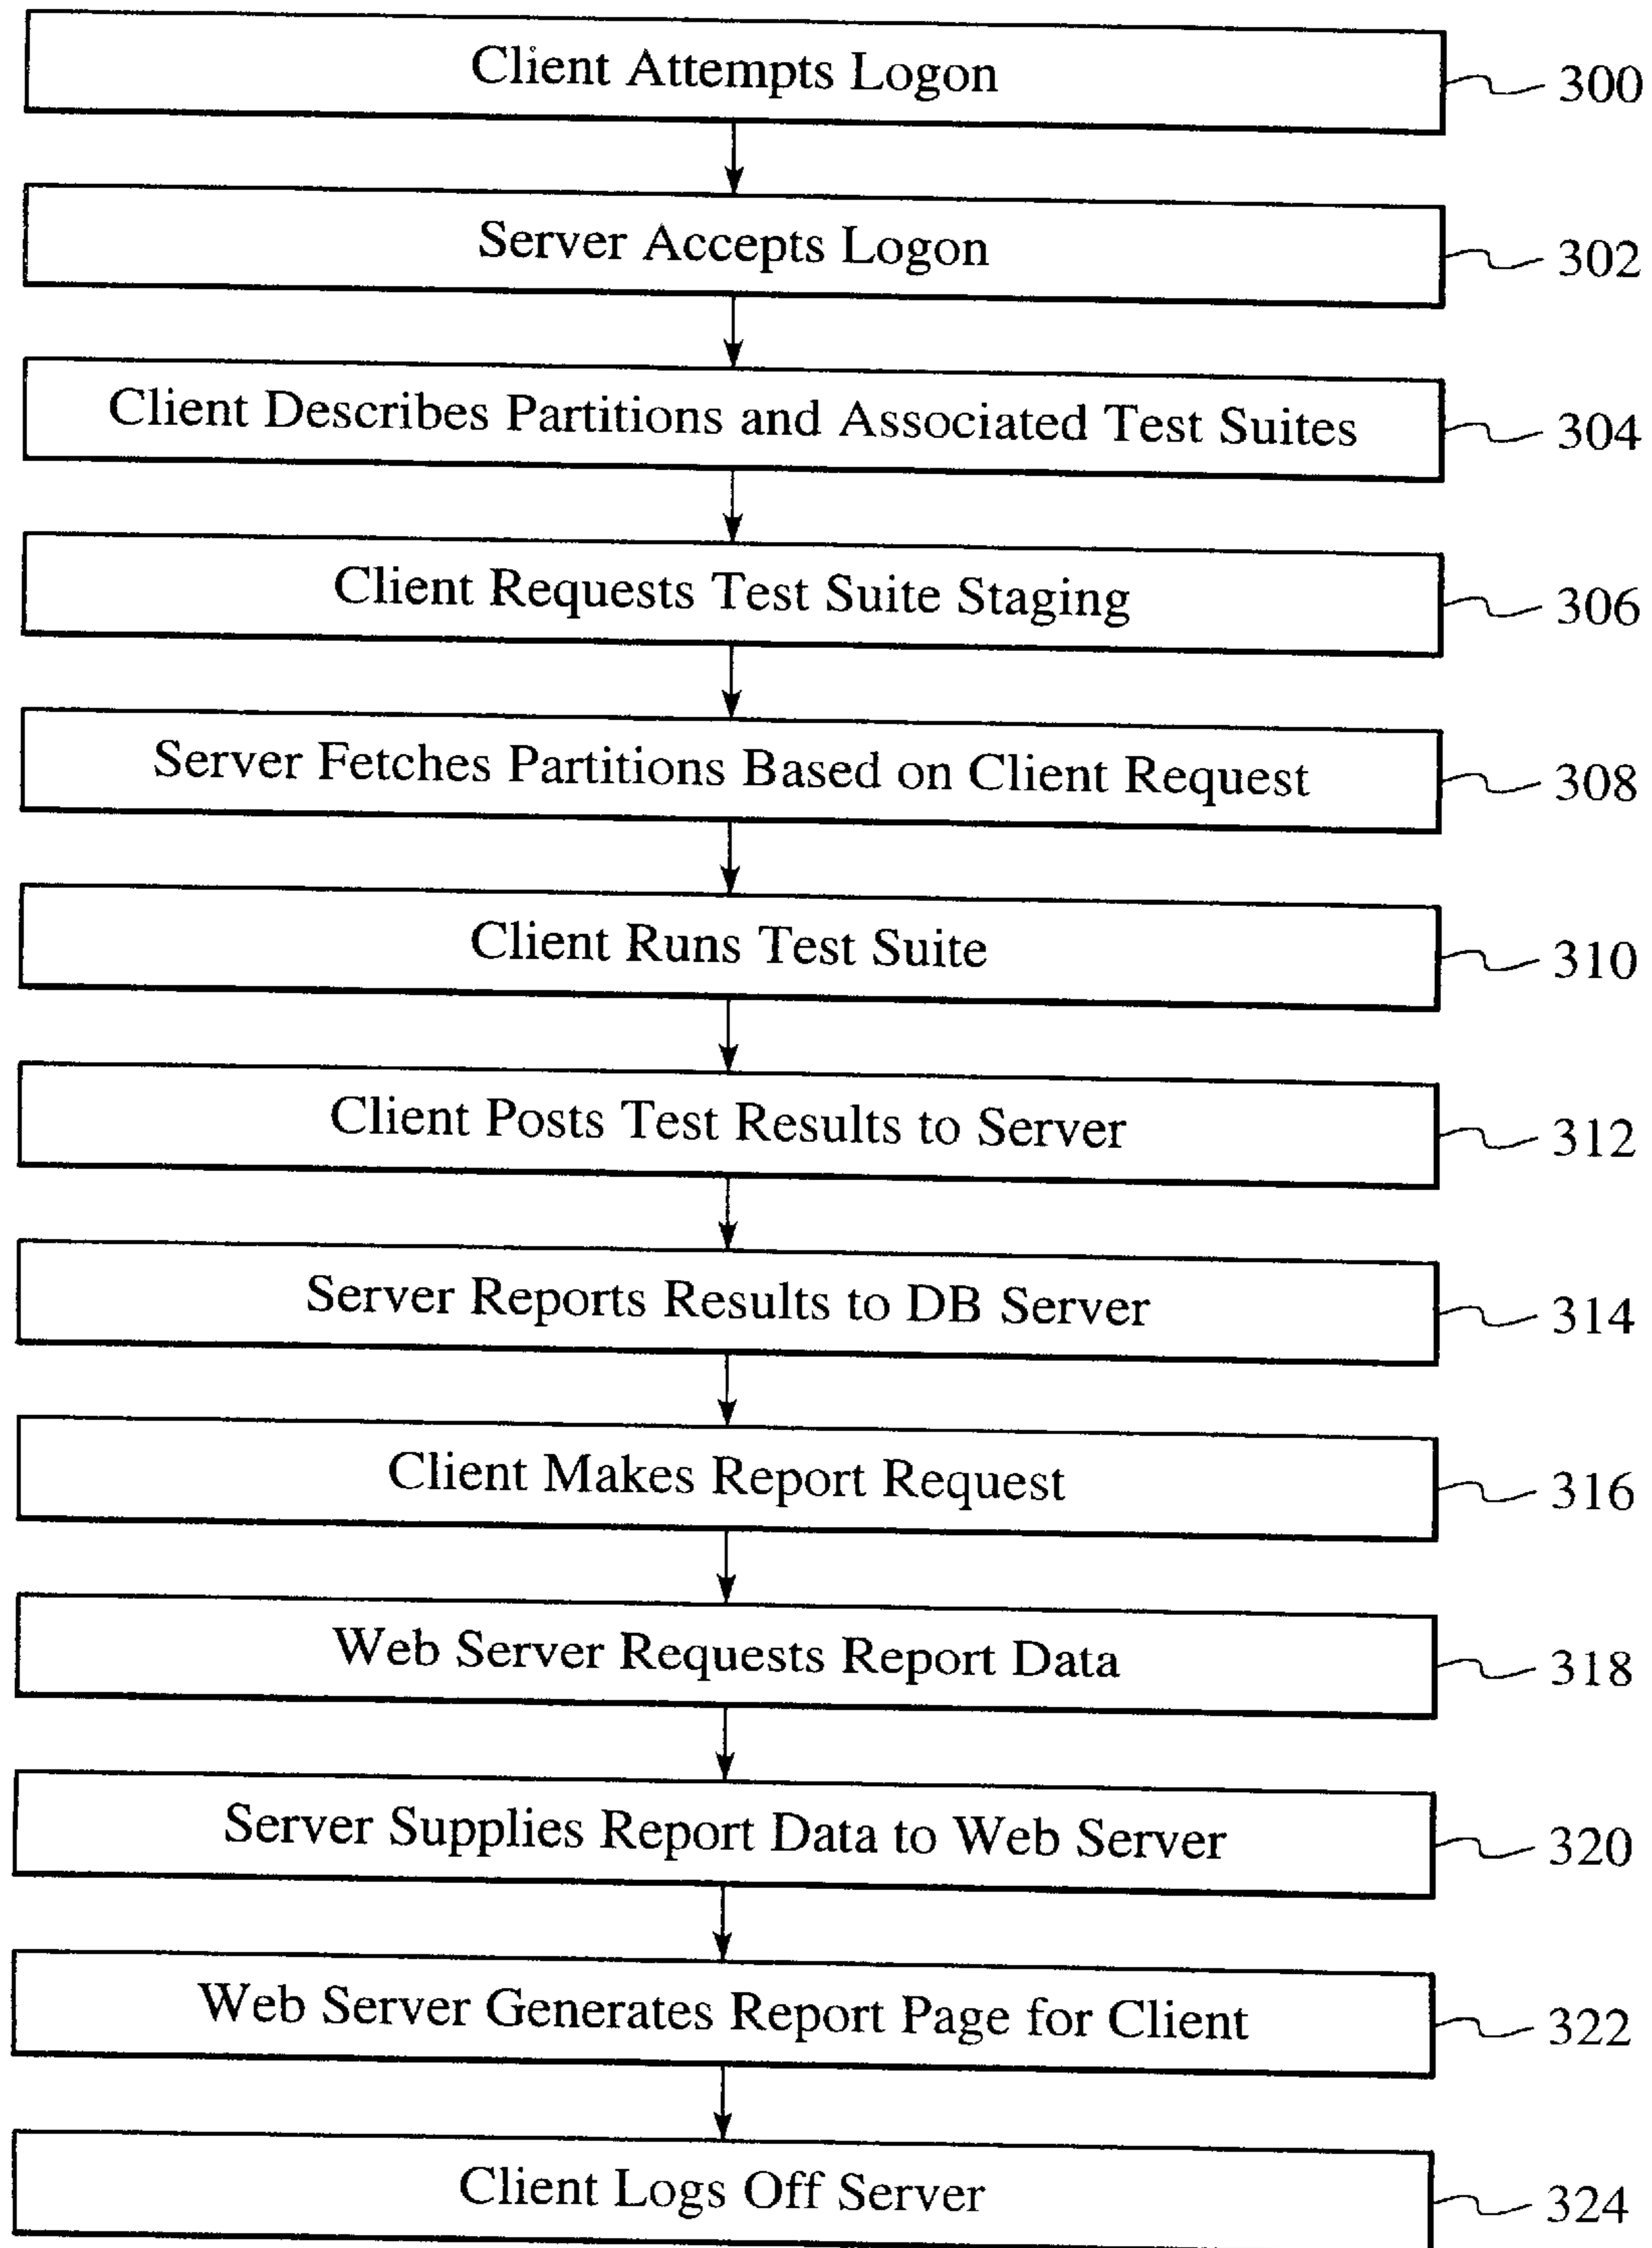 Client Attempts Logon 300
Server Accepts Logon 302
Client Describes Partitions and Associated Test Suites 304
Client Requests Test Suite Staging 306
Server Fetches Partitions Based on Client Request 308
Client Runs Test Suite 310
Client Posts Test Results to Server 312
Server Reports Results to DB Server 314
Client Makes Report Request 316
Web Server Requests Report Data 318
Server Supplies Report Data to Web Server 320
Web Server Generates Report Page for Client 322
Client Logs Off Server 324